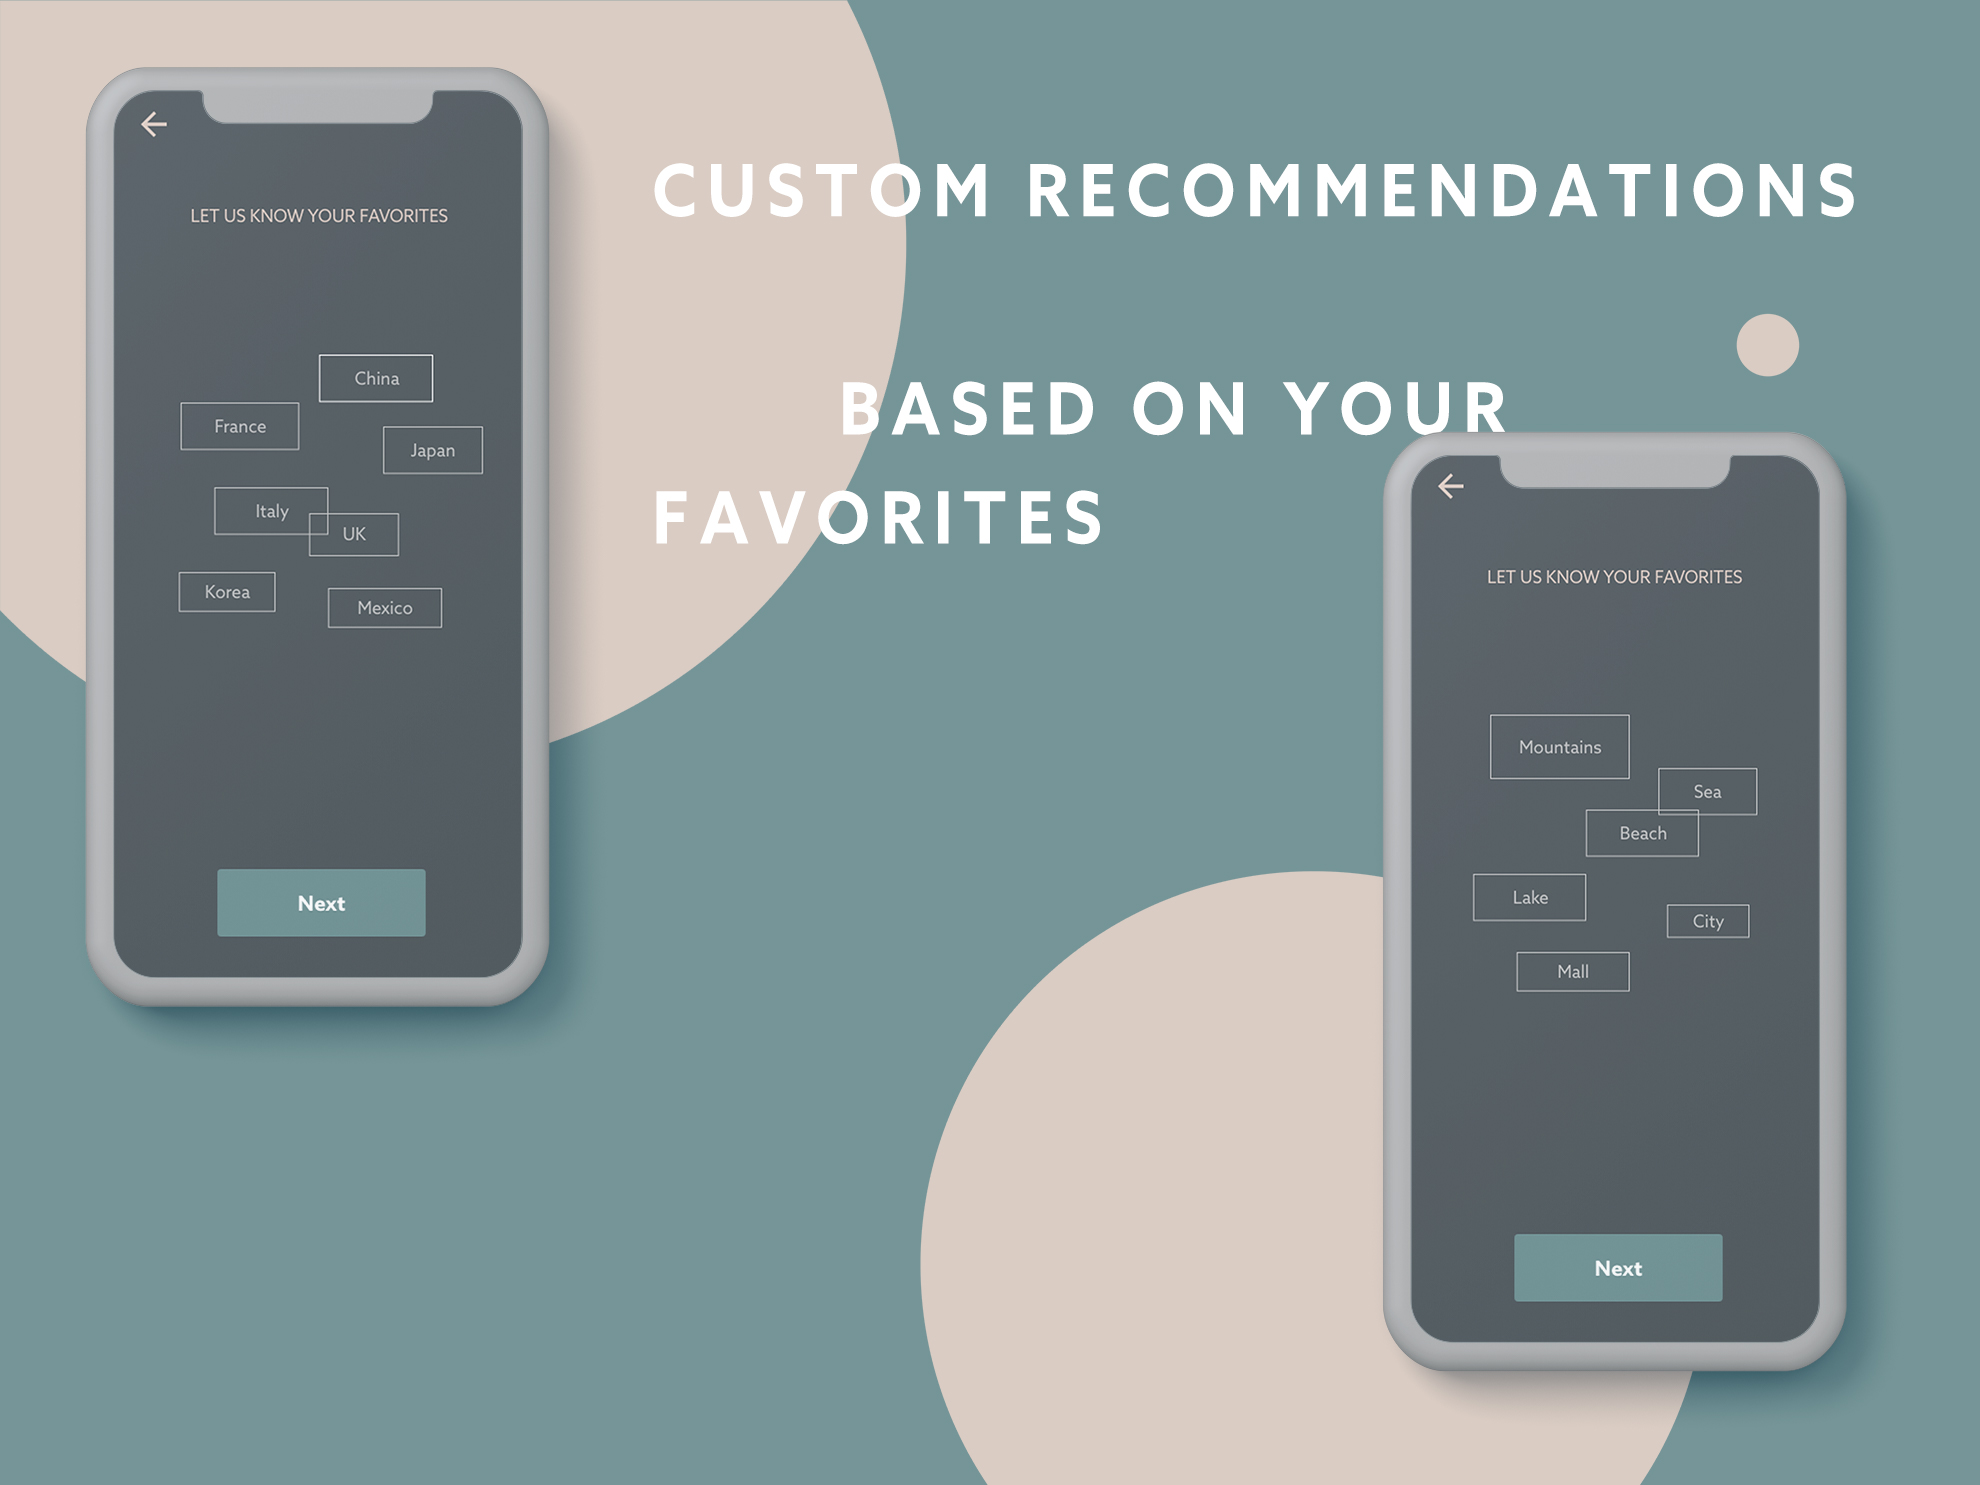 CUSTOM RECOMMENDATIONS
BASED ON YOUR
FAVORITES
LET US KNOW YOUR FAVORITES
China
France
Japan
Italy
UK
Korea
Mexico
Next
LET US KNOW YOUR FAVORITES
Mountains
Sea
Beach
Lake
City
Mall
Next